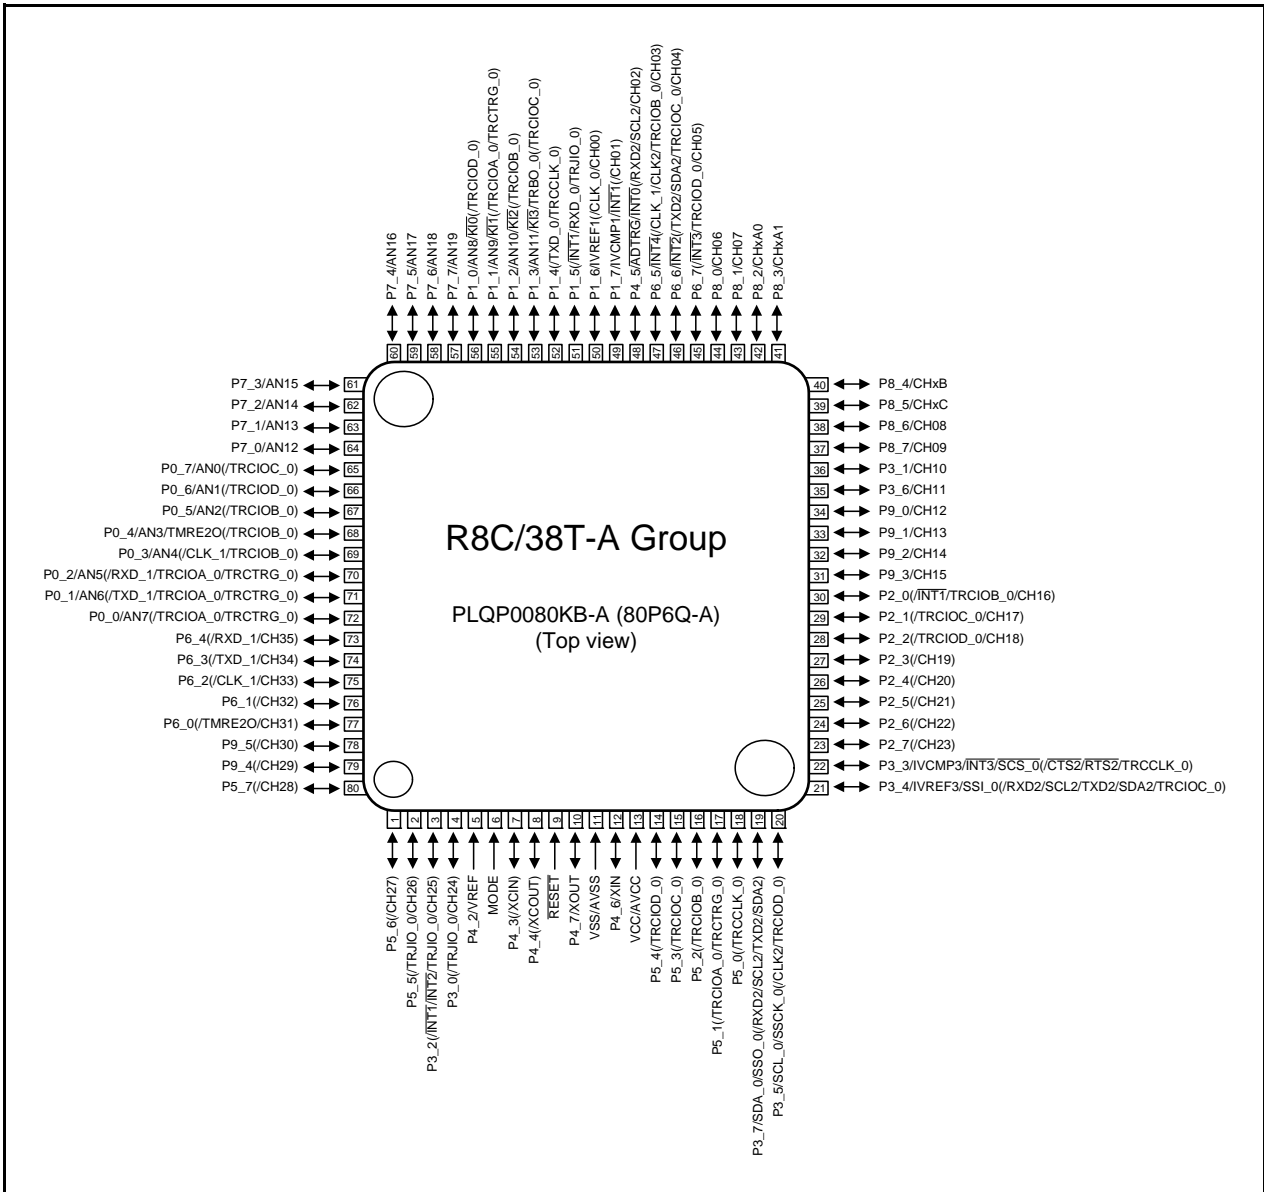 P7_4/AN16
P7_5/AN17
P7_6/AN18
P7_7/AN19
P1_0/AN8/KI0(/TRCIOD_0)
P1_1/AN9/KI1(/TRCIOA_0/TRCTRG_0)
P1_2/AN10/KI2(/TRCIOB_0)
P1_3/AN11/KI3/TRBO_0(/TRCIOC_0)
P1_4(/TXD_0/TRCCLK_0)
P1_5(/INT1/RXD_0/TRJIO_0)
P1_6/IVREF1(/CLK_0/CH00)
P1_7/IVCMP1/INT1(/CH01)
P4_5/ADTRG/INT0(/RXD2/SCL2/CH02)
P6_5/INT4(/CLK_1/CLK2/TRCIOB_0/CH03)
P6_6/INT2(/TXD2/SDA2/TRCIOC_0/CH04)
P6_7(/INT3/TRCIOD_0/CH05)
P8_0/CH06
P8_1/CH07
P8_2/CHxA0
P8_3/CHxA1
60 59 58 57 56 55 54 53 52 51 50 49 48 47 46 45 44 43 42 41
P7_3/AN15 61
P7_2/AN14 62
P7_1/AN13 63
P7_0/AN12 64
P0_7/AN0(/TRCIOC_0) 65
P0_6/AN1(/TRCIOD_0) 66
P0_5/AN2(/TRCIOB_0) 67
P0_4/AN3/TMRE2O(/TRCIOB_0) 68
P0_3/AN4(/CLK_1/TRCIOB_0) 69
P0_2/AN5(/RXD_1/TRCIOA_0/TRCTRG_0) 70
P0_1/AN6(/TXD_1/TRCIOA_0/TRCTRG_0) 71
P0_0/AN7(/TRCIOA_0/TRCTRG_0) 72
P6_4(/RXD_1/CH35) 73
P6_3(/TXD_1/CH34) 74
P6_2(/CLK_1/CH33) 75
P6_1(/CH32) 76
P6_0(/TMRE2O/CH31) 77
P9_5(/CH30) 78
P9_4(/CH29) 79
P5_7(/CH28) 80
R8C/38T-A Group
PLQP0080KB-A (80P6Q-A)
(Top view)
40 P8_4/CHxB
39 P8_5/CHxC
38 P8_6/CH08
37 P8_7/CH09
36 P3_1/CH10
35 P3_6/CH11
34 P9_0/CH12
33 P9_1/CH13
32 P9_2/CH14
31 P9_3/CH15
30 P2_0(/INT1/TRCIOB_0/CH16)
29 P2_1(/TRCIOC_0/CH17)
28 P2_2(/TRCIOD_0/CH18)
27 P2_3(/CH19)
26 P2_4(/CH20)
25 P2_5(/CH21)
24 P2_6(/CH22)
23 P2_7(/CH23)
22 P3_3/IVCMP3/INT3/SCS_0(/CTS2/RTS2/TRCCLK_0)
21 P3_4/IVREF3/SSI_0(/RXD2/SCL2/TXD2/SDA2/TRCIOC_0)
1 2 3 4 5 6 7 8 9 10 11 12 13 14 15 16 17 18 19 20
P5_6(/CH27)
P5_5(/TRJIO_0/CH26)
P3_2(/INT1/INT2/TRJIO_0/CH25)
P3_0(/TRJIO_0/CH24)
P4_2/VREF
MODE
P4_3(/XCIN)
P4_4(/XCOUT)
RESET
P4_7/XOUT
VSS/AVSS
P4_6/XIN
VCC/AVCC
P5_4(/TRCIOD_0)
P5_3(/TRCIOC_0)
P5_2(/TRCIOB_0)
P5_1(/TRCIOA_0/TRCTRG_0)
P5_0(/TRCCLK_0)
P3_7/SDA_0/SSO_0(/RXD2/SCL2/TXD2/SDA2)
P3_5/SCL_0/SSCK_0(/CLK2/TRCIOD_0)